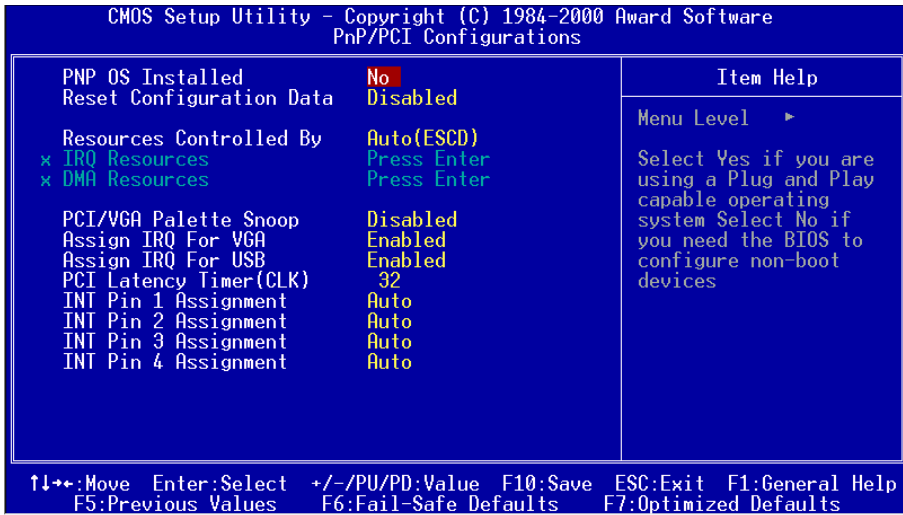 CMOS Setup Utility - Copyright (C) 1984-2000 Award Software
PnP/PCI Configurations
PNP OS Installed No
Reset Configuration Data Disabled
Resources Controlled By Auto(ESCD)
x IRQ Resources Press Enter
x DMA Resources Press Enter
PCI/VGA Palette Snoop Disabled
Assign IRQ For VGA Enabled
Assign IRQ For USB Enabled
PCI Latency Timer(CLK) 32
INT Pin 1 Assignment Auto
INT Pin 2 Assignment Auto
INT Pin 3 Assignment Auto
INT Pin 4 Assignment Auto
Item Help
Menu Level ►
Select Yes if you are
using a Plug and Play
capable operating
system Select No if
you need the BIOS to
configure non-boot
devices
↑↓→←:Move Enter:Select +/-/PU/PD:Value F10:Save ESC:Exit F1:General Help
F5:Previous Values F6:Fail-Safe Defaults F7:Optimized Defaults